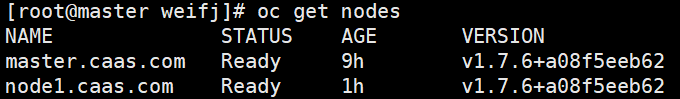 [root@master weifj]# oc get nodes
NAME STATUS AGE VERSION
master.caas.com Ready 9h v1.7.6+a08f5eeb62
node1.caas.com Ready 1h v1.7.6+a08f5eeb62